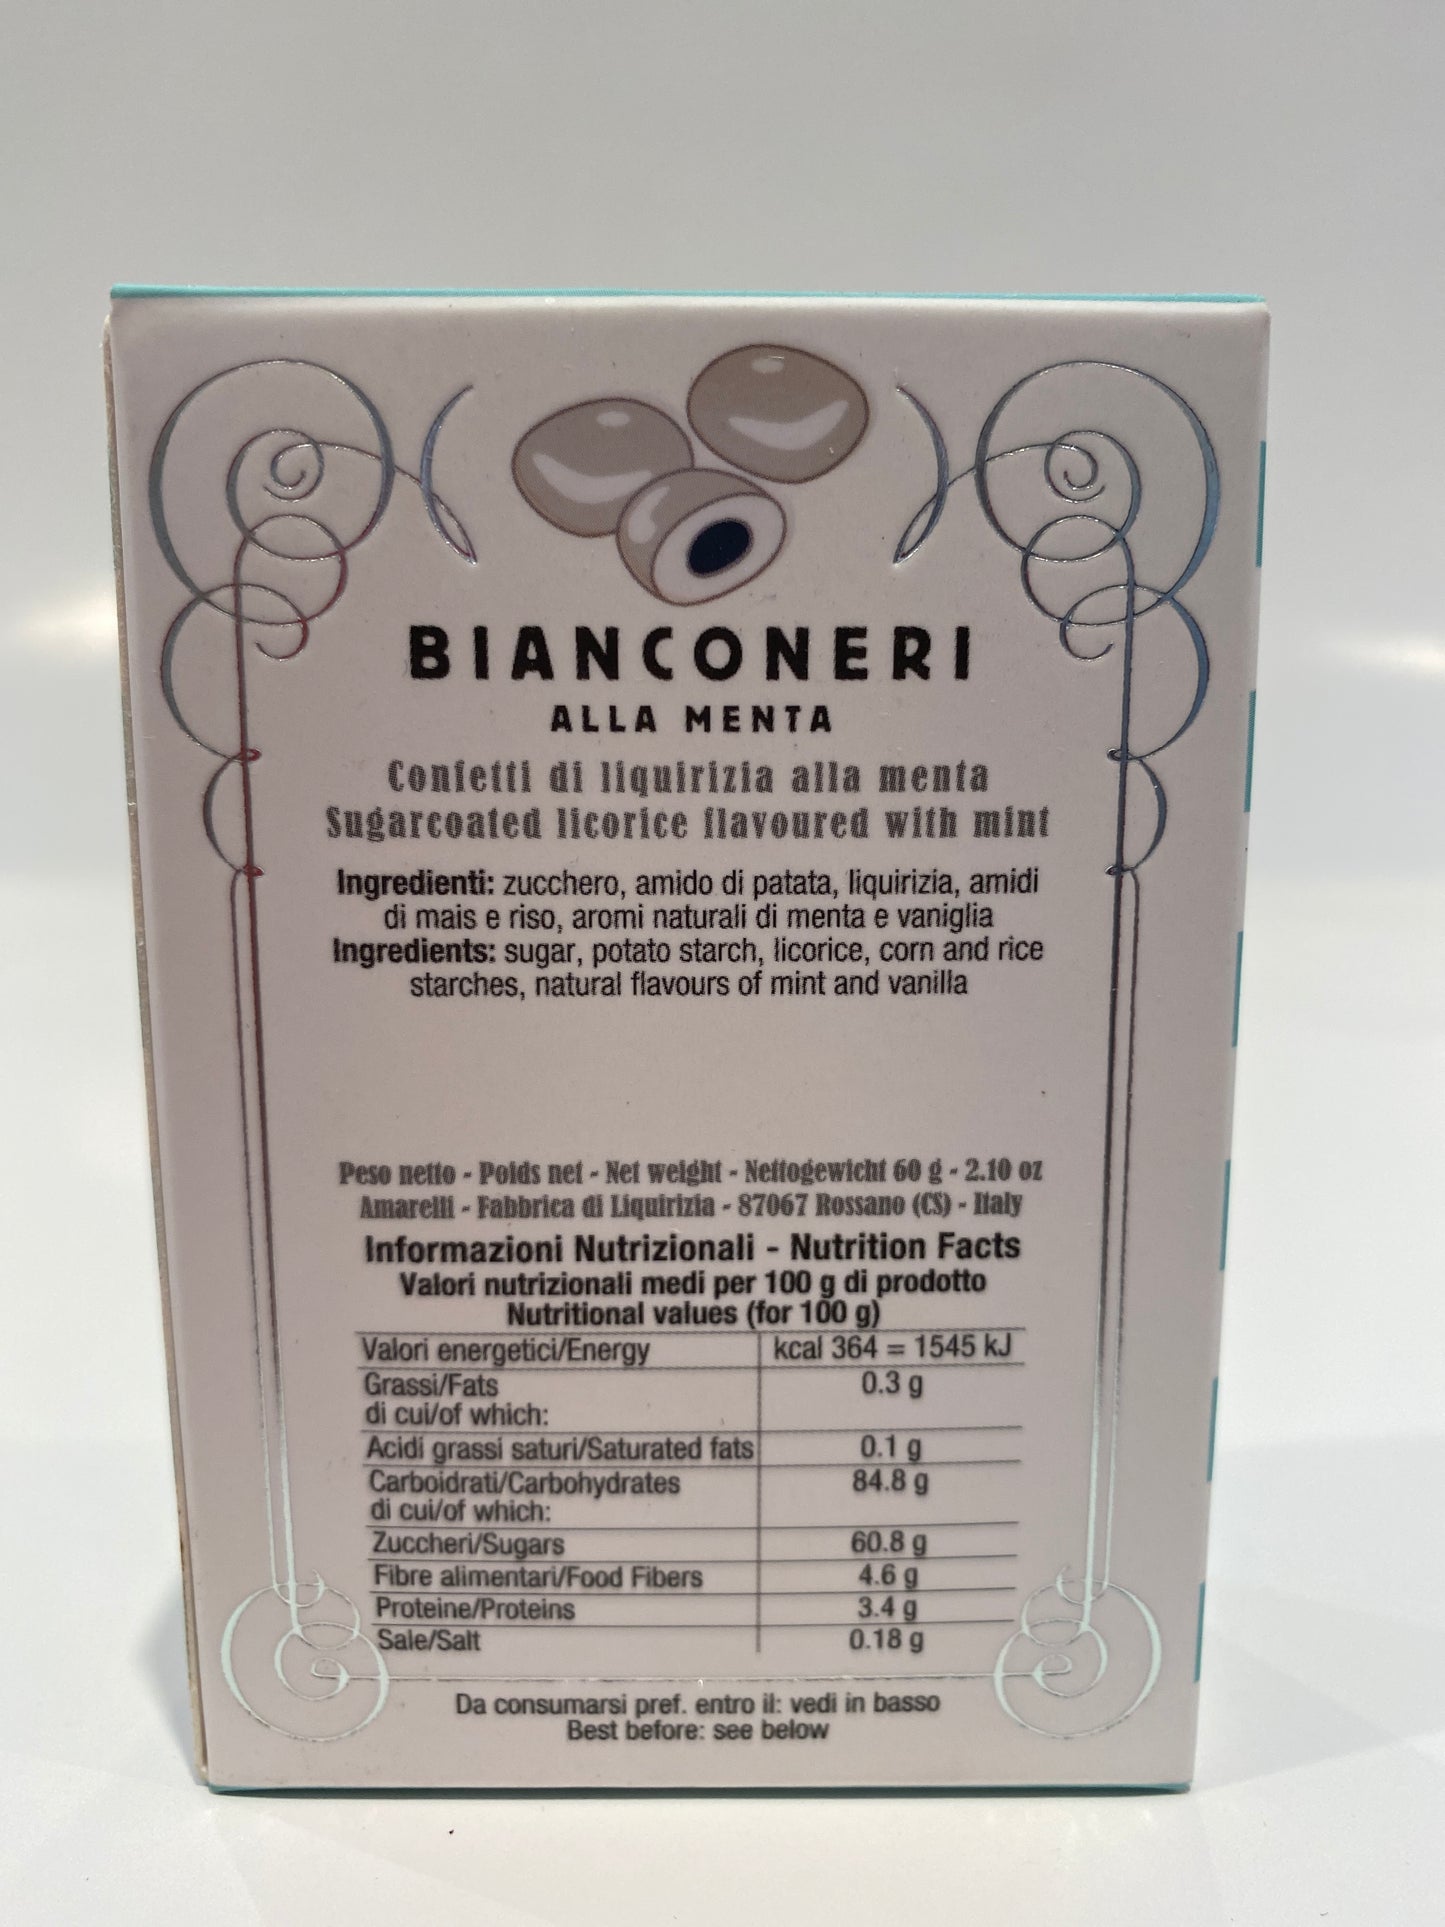 BIANCONERI
ALLA MENTA
Confetti di liquirizia alla menta
Sugarcoated licorice flavoured with mint
Ingredienti: zucchero, amido di patata, liquirizia, amidi
di mais e riso, aromi naturali di menta e vaniglia
Ingredients: sugar, potato starch, licorice, corn and rice
starches, natural flavours of mint and vanilla
Peso netto - Poids net - Net weight - Nettogewicht 60 g - 2.10 oz
Amarelli - Fabbrica di Liquirizia - 87067 Rossano (CS) - Italy
Informazioni Nutrizionali - Nutrition Facts
Valori nutrizionali medi per 100 g di prodotto
Nutritional values (for 100 g)
Valori energetici/Energy kcal 364 = 1545 kJ
Grassi/Fats 0.3 g
di cui/of which:
Acidi grassi saturi/Saturated fats 0.1 g
Carboidrati/Carbohydrates 84.8 g
di cui/of which:
Zuccheri/Sugars 60.8 g
Fibre alimentari/Food Fibers 4.6 g
Proteine/Proteins 3.4 g
Sale/Salt 0.18 g
Da consumarsi pref. entro il: vedi in basso
Best before: see below